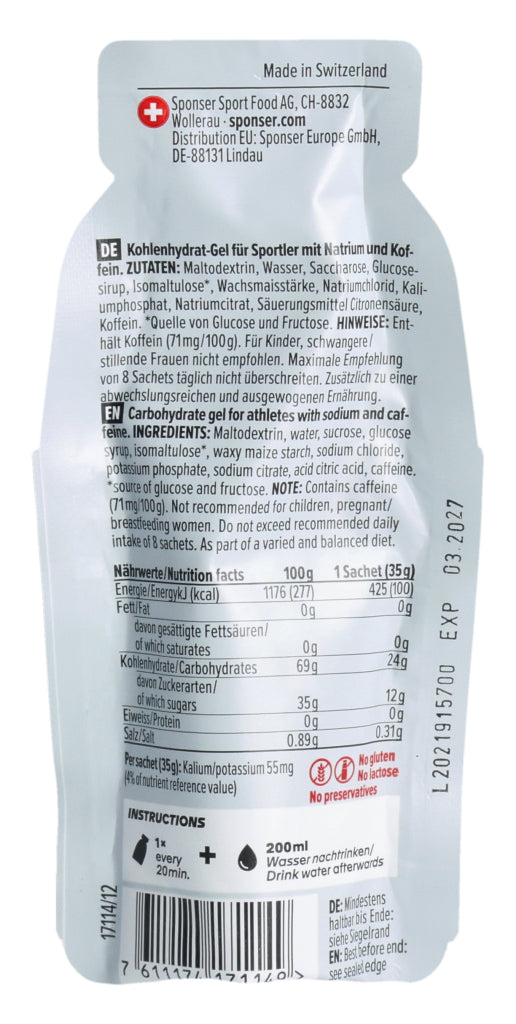 Made in Switzerland
Sponser Sport Food AG, CH-8832
Wollerau · sponser.com
Distribution EU: Sponser Europe GmbH,
DE-88131 Lindau
DE Kohlenhydrat-Gel für Sportler mit Natrium und Kof-
fein. ZUTATEN: Maltodextrin, Wasser, Saccharose, Glucose-
sirup, Isomaltulose*, Wachsmaisstärke, Natriumchlorid, Kali-
umphosphat, Natriumcitrat, Säuerungsmittel Citronensäure,
Koffein. *Quelle von Glucose und Fructose. HINWEISE: Ent-
hält Koffein (71mg/100g). Für Kinder, schwangere/
stillende Frauen nicht empfohlen. Maximale Empfehlung
von 8 Sachets täglich nicht überschreiten. Zusätzlich zu einer
abwechslungsreichen und ausgewogenen Ernährung.
EN Carbohydrate gel for athletes with sodium and caf-
feine. INGREDIENTS: Maltodextrin, water, sucrose, glucose
syrup, isomaltulose*, waxy maize starch, sodium chloride,
potassium phosphate, sodium citrate, acid citric acid, caffeine.
*source of glucose and fructose. NOTE: Contains caffeine
(71mg/100g). Not recommended for children, pregnant/
breastfeeding women. Do not exceed recommended daily
intake of 8 sachets. As part of a varied and balanced diet.
Nährwerte/Nutrition facts 100g 1 Sachet (35g)
Energie/EnergykJ (kcal) 1176 (277) 425 (100)
Fett/Fat 0g 0g
davon gesättigte Fettsäuren/
of which saturates 0g 0g
Kohlenhydrate/Carbohydrates 69g 24g
davon Zuckerarten/
of which sugars 35g 12g
Eiweiss/Protein 0g 0g
Salz/Salt 0.89g 0.31g
Per sachet (35g): Kalium/potassium 55mg
(4% of nutrient reference value)
No gluten
No lactose
No preservatives
INSTRUCTIONS
1x
every
20min.
+
200ml
Wasser nachtrinken/
Drink water afterwards
17114/12
7 611174 171140 >
DE: Mindestens
haltbar bis Ende:
siehe Siegelrand
EN: Best before end:
see sealed edge
L2021915700 EXP 03.2027